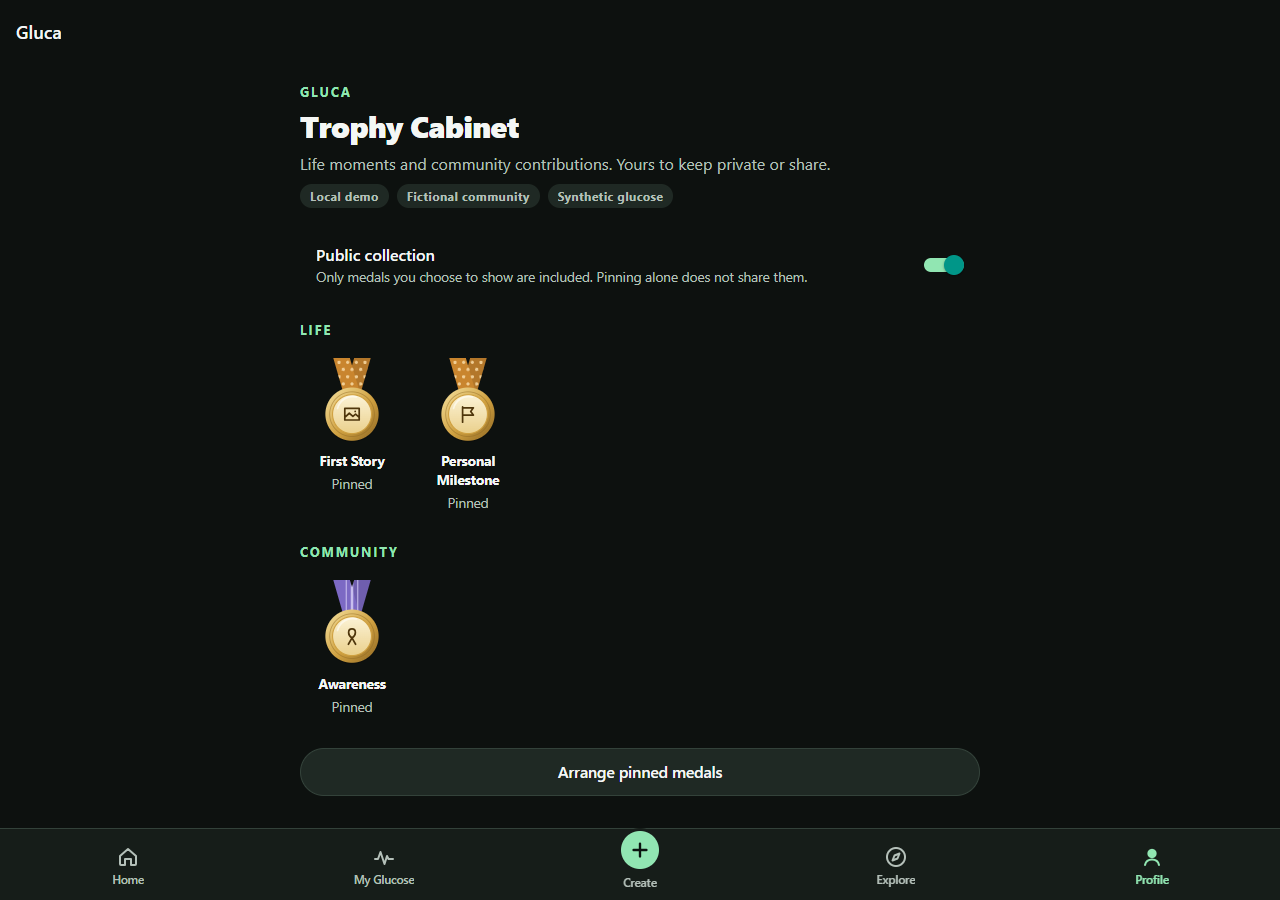 Gluca
GLUCA
Trophy Cabinet
Life moments and community contributions. Yours to keep private or share.
Local demo
Fictional community
Synthetic glucose
Public collection
Only medals you choose to show are included. Pinning alone does not share them.
LIFE
First Story
Pinned
Personal
Milestone
Pinned
COMMUNITY
Awareness
Pinned
Arrange pinned medals
Home
My Glucose
Create
Explore
Profile